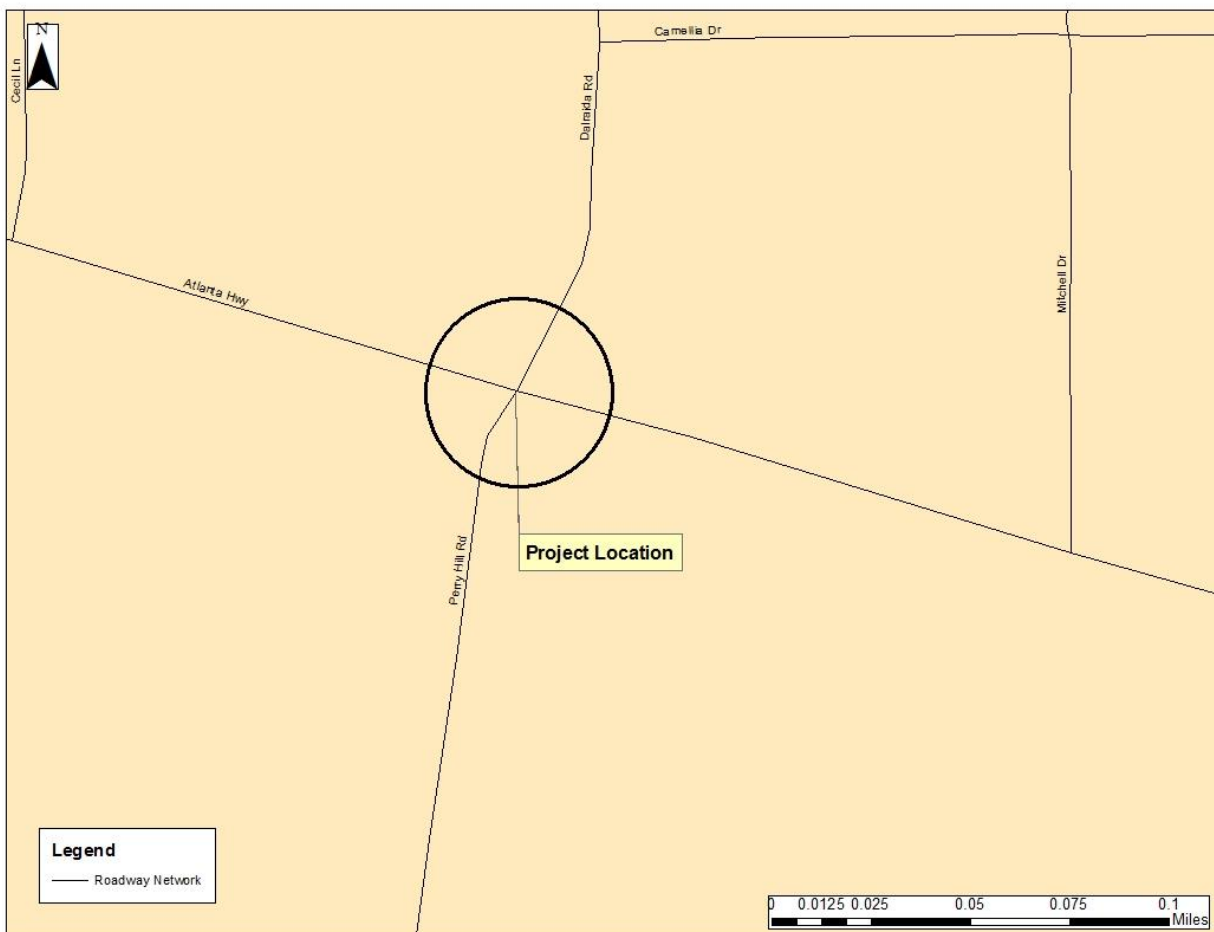 N
Cecil Ln
Camellia Dr
Dalraida Rd
Atlanta Hwy
Mitchell Dr
Project Location
Perry Hill Rd
Legend
Roadway Network
0 0.0125 0.025 0.05 0.075 0.1
Miles